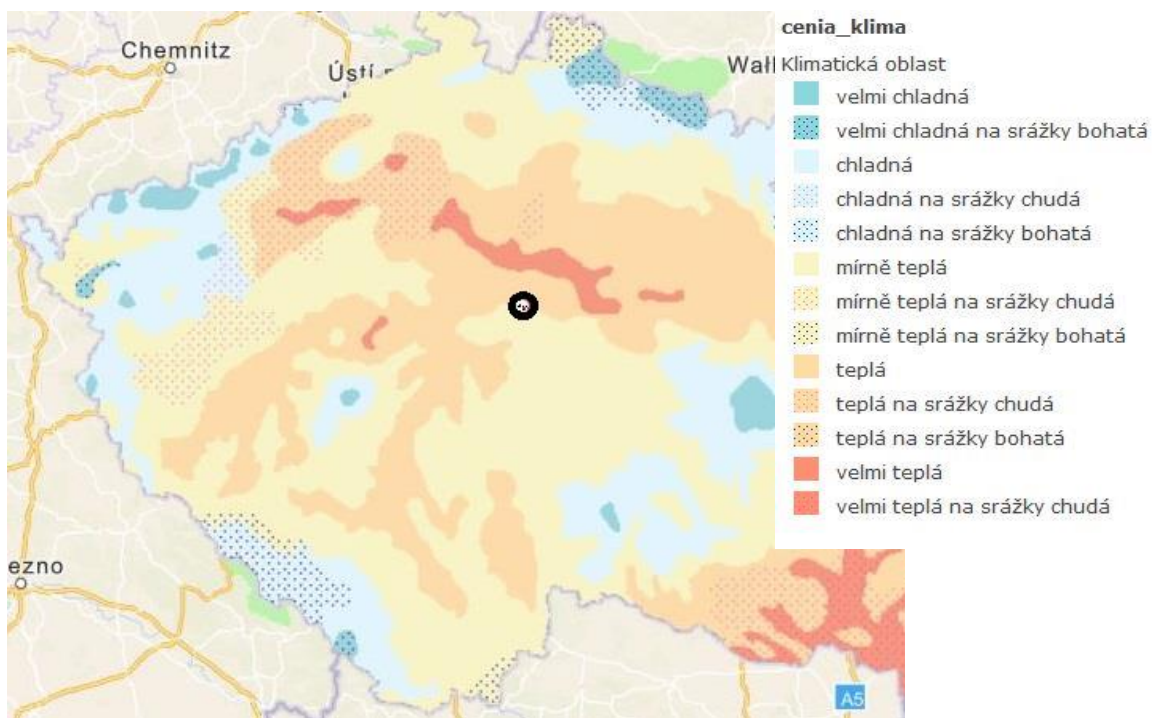 Chemnitz
Ústí n
Wall
ezno
A5
cenia_klima
Klimatická oblast
velmi chladná
velmi chladná na srážky bohatá
chladná
chladná na srážky chudá
chladná na srážky bohatá
mírně teplá
mírně teplá na srážky chudá
mírně teplá na srážky bohatá
teplá
teplá na srážky chudá
teplá na srážky bohatá
velmi teplá
velmi teplá na srážky chudá